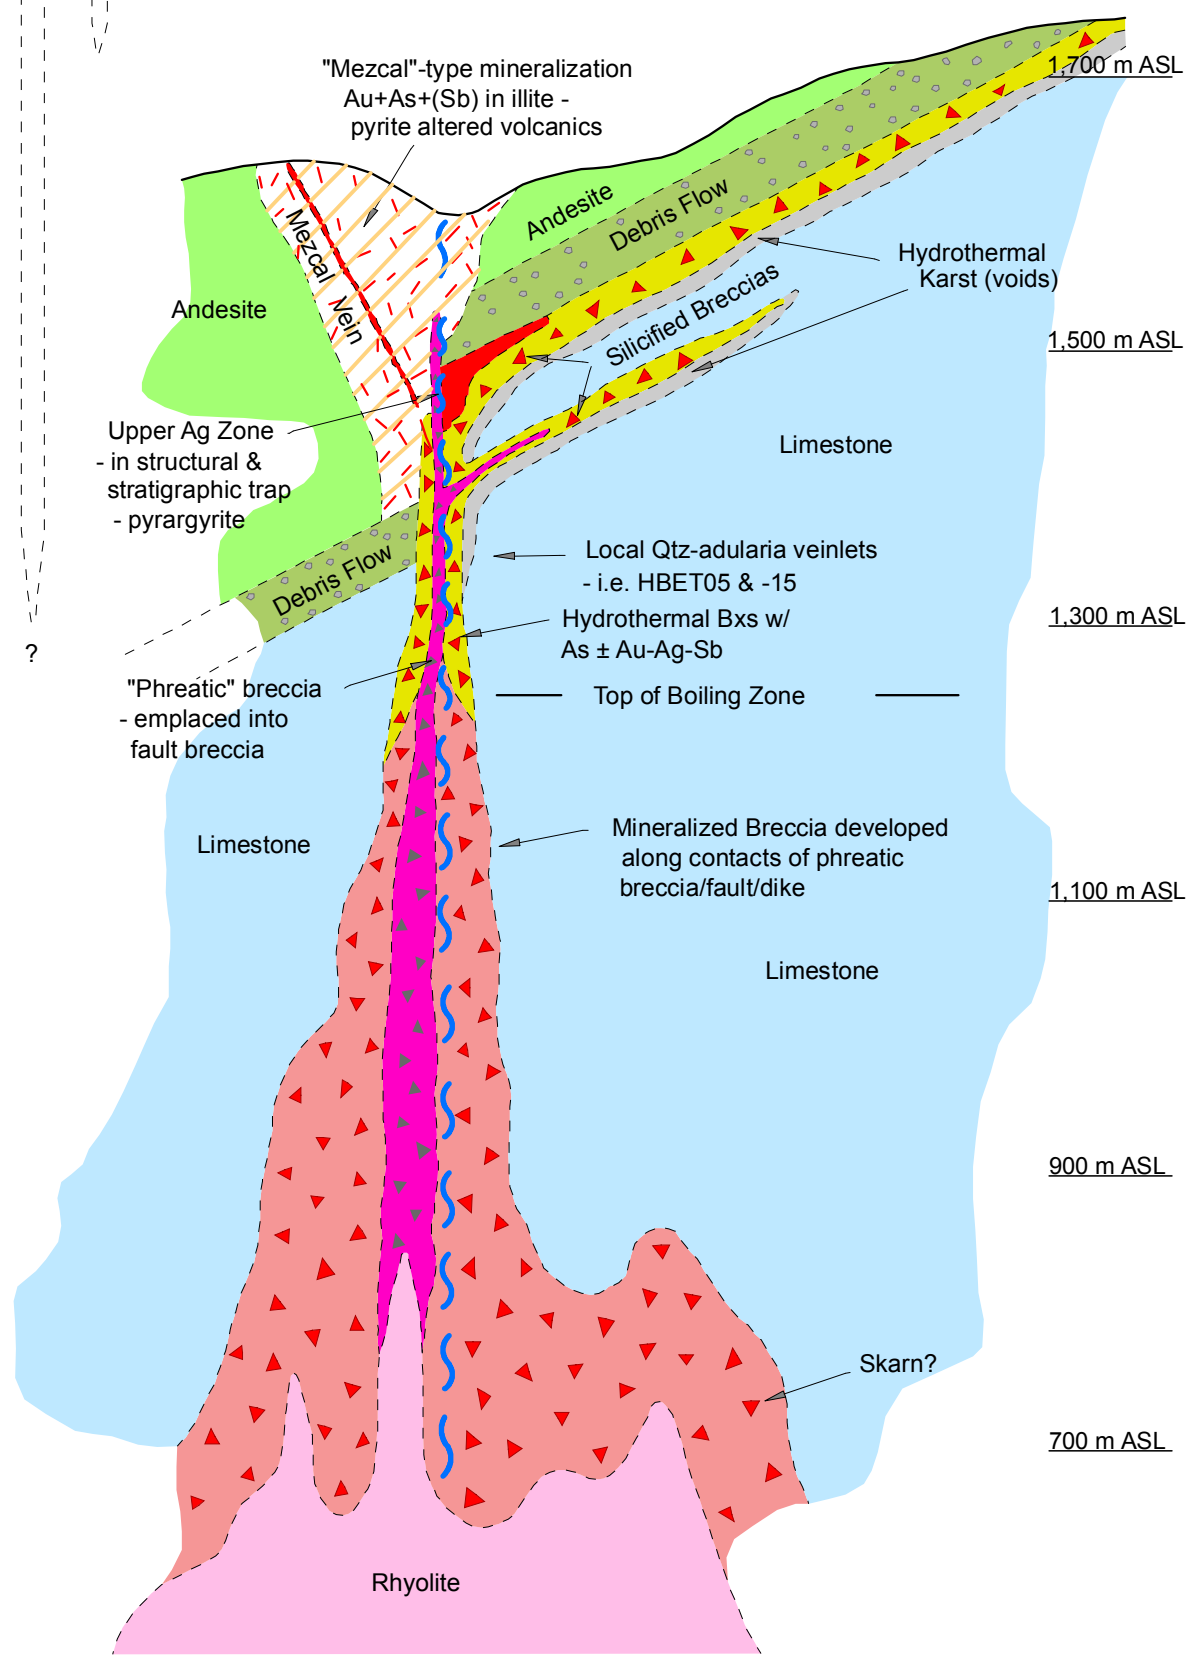 "Mezcal"-type mineralization
Au+As+(Sb) in illite -
pyrite altered volcanics
1,700 m ASL
Andesite
Debris Flow
Mezcal Vein
Hydrothermal
Karst (voids)
Andesite
Silicified Breccias
1,500 m ASL
Upper Ag Zone
- in structural &
stratigraphic trap
- pyrargyrite
Limestone
Debris Flow
Local Qtz-adularia veinlets
- i.e. HBET05 & -15
Hydrothermal Bxs w/
As ± Au-Ag-Sb
1,300 m ASL
?
"Phreatic" breccia
- emplaced into
fault breccia
Top of Boiling Zone
Limestone
Mineralized Breccia developed
along contacts of phreatic
breccia/fault/dike
1,100 m ASL
Limestone
900 m ASL
Skarn?
700 m ASL
Rhyolite